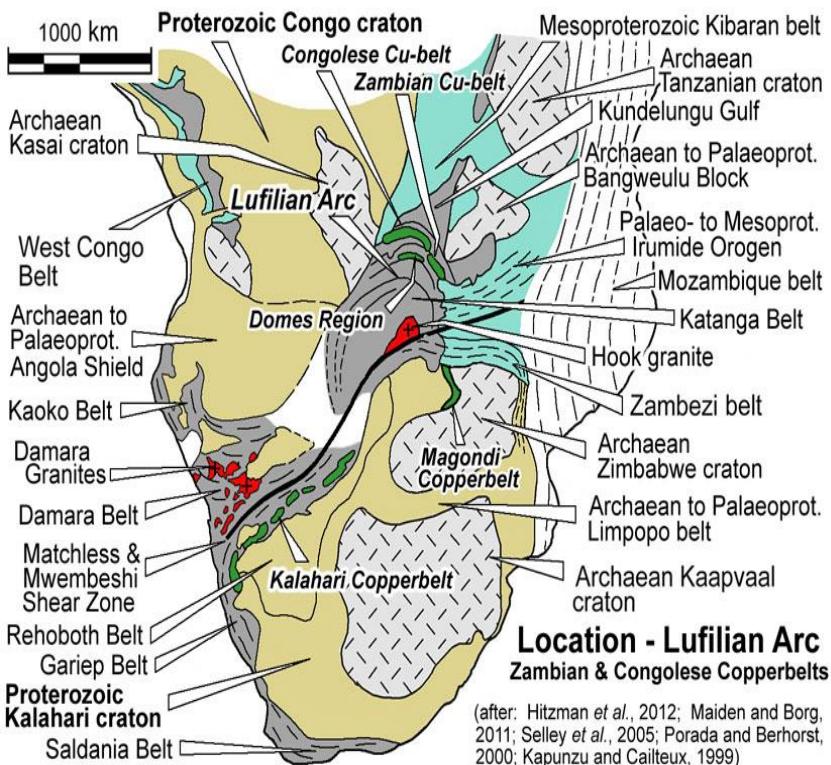 1000 km
Proterozoic Congo craton
Congolese Cu-belt
Zambian Cu-belt
Mesoproterozoic Kibaran belt
Archaean
Tanzanian craton
Kundelungu Gulf
Archaean to Palaeoprot.
Bangweulu Block
Palaeo- to Mesoprot.
Irumide Orogen
Mozambique belt
Katanga Belt
Hook granite
Zambezi belt
Archaean
Zimbabwe craton
Archaean to Palaeoprot.
Limpopo belt
Archaean Kaapvaal
craton
Archaean
Kasai craton
Lufilian Arc
West Congo
Belt
Domes Region
Archaean to
Palaeoprot.
Angola Shield
Kaoko Belt
Damara
Granites
Damara Belt
Matchless &
Mwembeshi
Shear Zone
Rehoboth Belt
Gariep Belt
Proterozoic
Kalahari craton
Saldania Belt
Magondi
Copperbelt
Kalahari Copperbelt
Location - Lufilian Arc
Zambian & Congolese Copperbelts
(after: Hitzman et al., 2012; Maiden and Borg,
2011; Selley et al., 2005; Porada and Berhorst,
2000; Kapunzu and Cailteux, 1999)